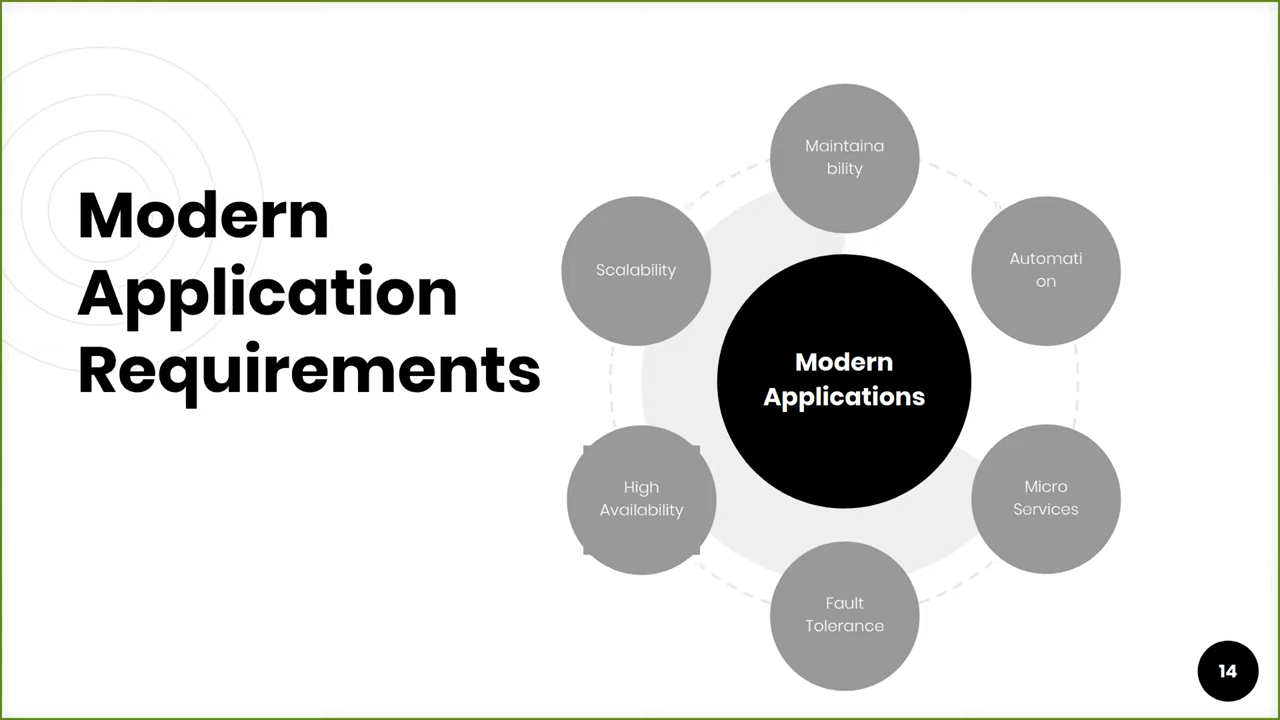 Modern
Application
Requirements
Maintaina
bility
Scalability
Automati
on
Modern
Applications
High
Availability
Micro
Services
Fault
Tolerance
14